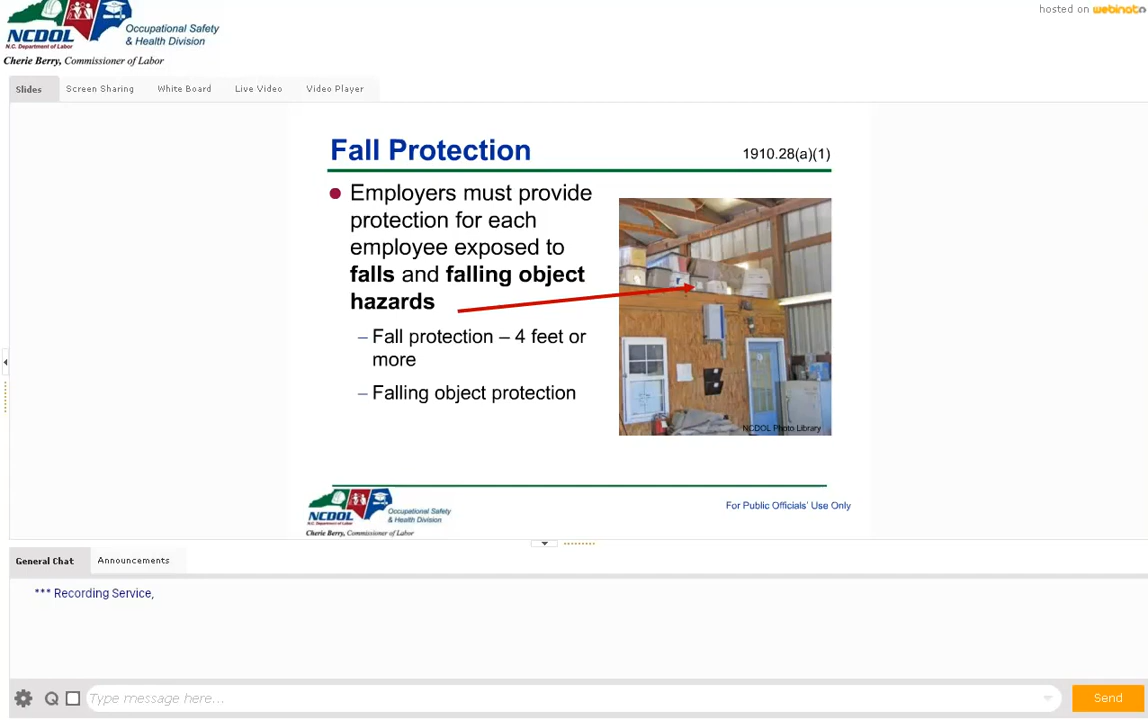 hosted on webinato
NCDOL
N.C. Department of Labor
Occupational Safety
& Health Division
Cherie Berry, Commissioner of Labor
Slides
Screen Sharing
White Board
Live Video
Video Player
Fall Protection
1910.28(a)(1)
Employers must provide
protection for each
employee exposed to
falls and falling object
hazards
– Fall protection – 4 feet or
more
– Falling object protection
NCDOL Photo Library
NCDOL
N.C. Department of Labor
Occupational Safety
& Health Division
Cherie Berry, Commissioner of Labor
For Public Officials' Use Only
General Chat
Announcements
*** Recording Service,
Type message here...
Send